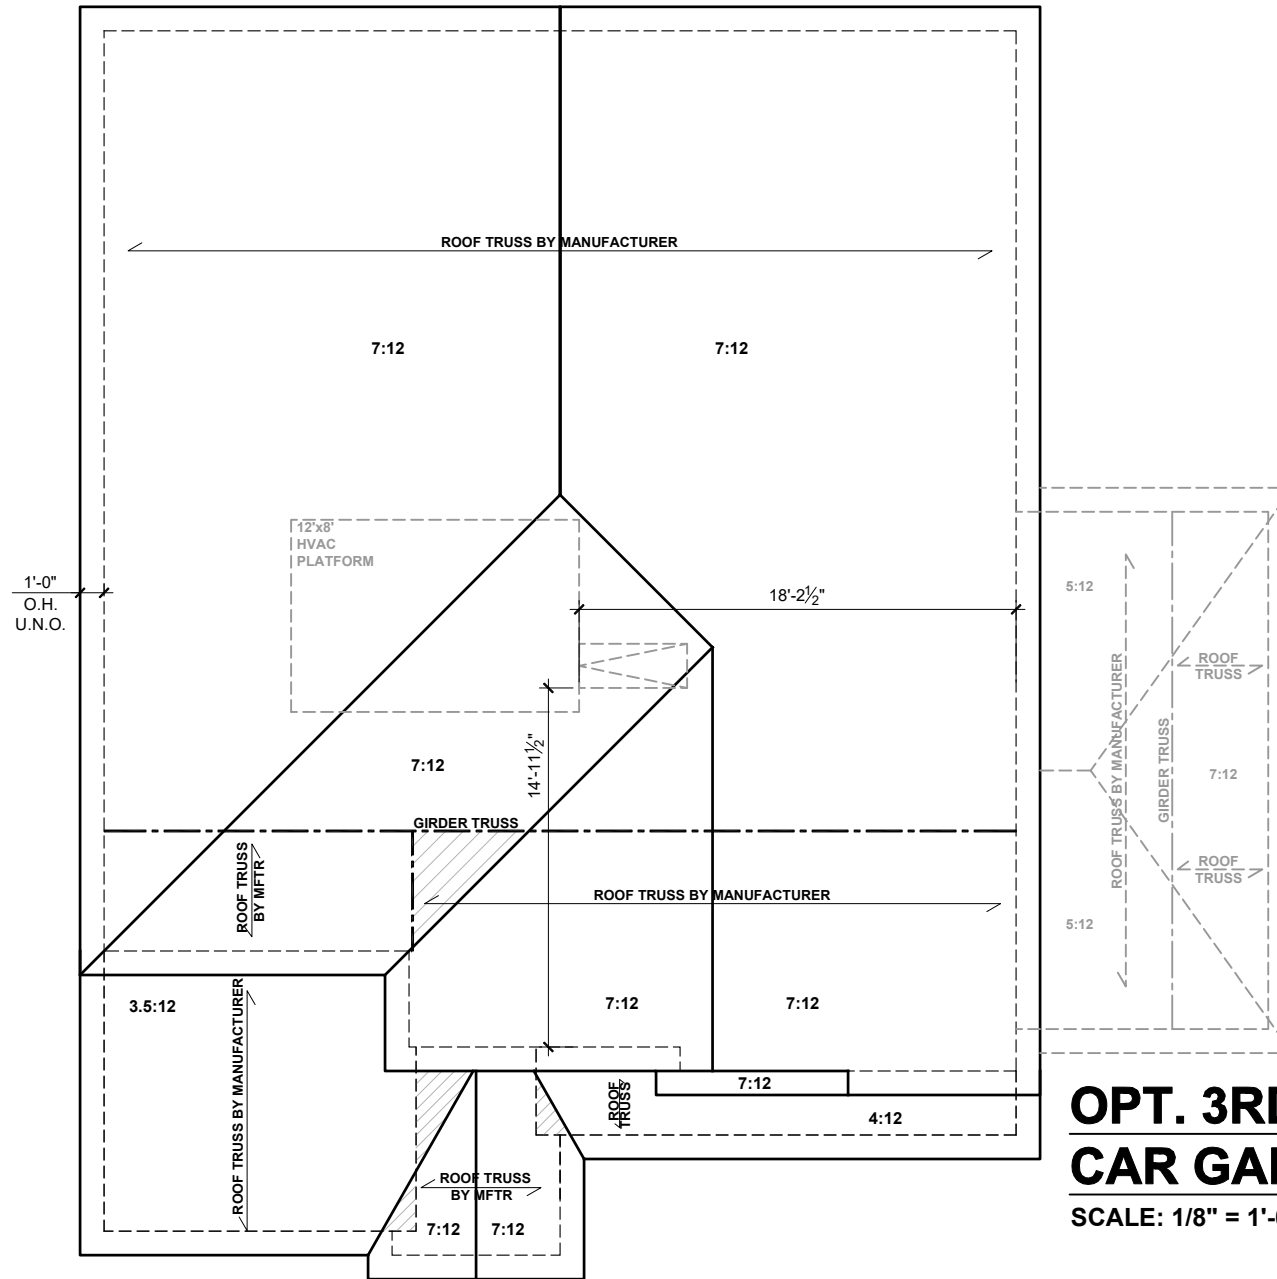 ROOF TRUSS BY MANUFACTURER
7:12
7:12
12'x8'
HVAC
PLATFORM
1'-0"
O.H.
U.N.O.
18'-2½"
5:12
ROOF
TRUSS
ROOF TRUSS BY MANUFACTURER
GIRDER TRUSS
7:12
14'-11½"
7:12
GIRDER TRUSS
ROOF TRUSS
BY MFTR
ROOF TRUSS BY MANUFACTURER
ROOF
TRUSS
5:12
3.5:12
7:12
7:12
ROOF TRUSS BY MANUFACTURER
7:12
ROOF
TRUSS
4:12
ROOF TRUSS
BY MFTR
7:12
7:12
OPT. 3R
CAR GA
SCALE: 1/8" = 1'-